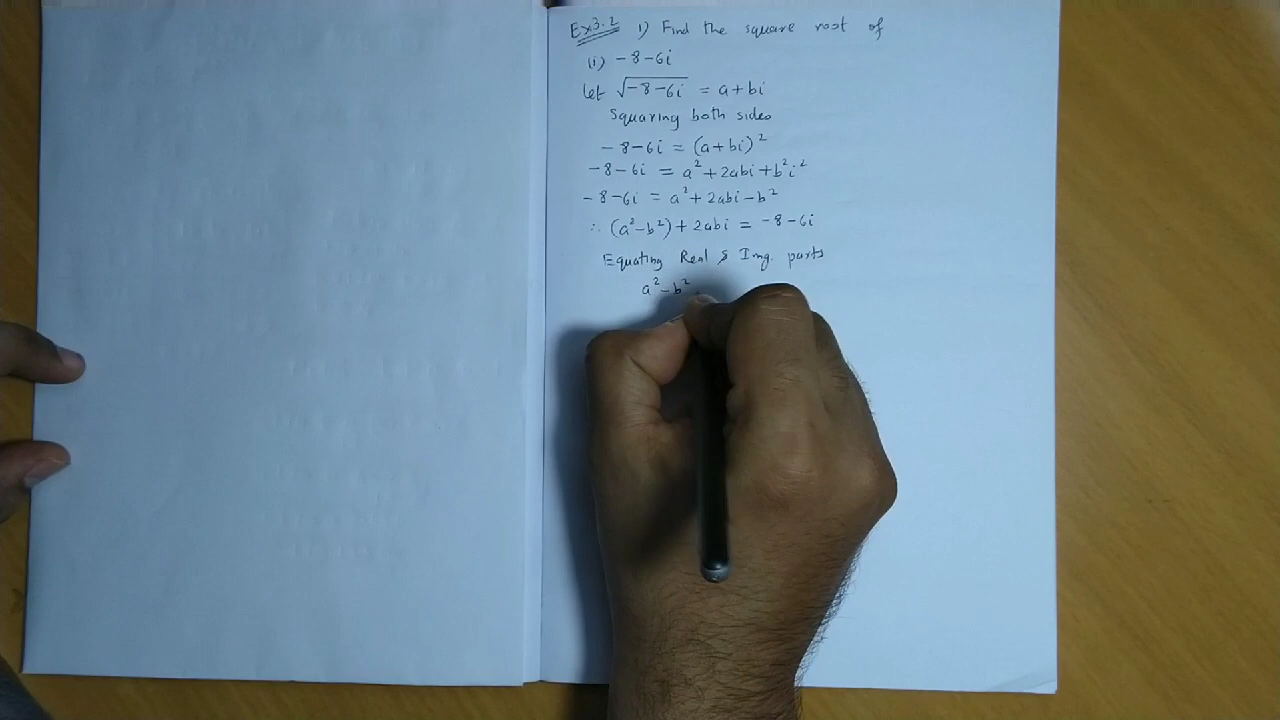 Ex 3.2 1) Find the square root of
(i) -8-6i
let √-8-6i = a+bi
Squaring both sides
-8-6i = (a+bi)²
-8-6i = a²+2abi+b²i²
-8-6i = a²+2abi-b²
∴ (a²-b²)+2abi = -8-6i
Equating Real & Img. parts
a²-b²